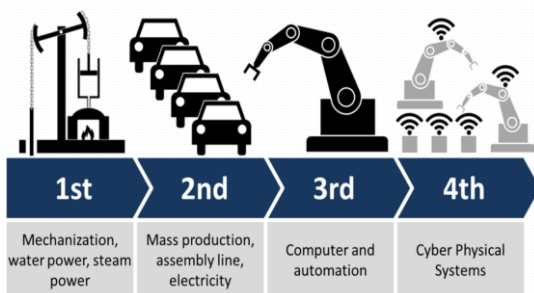 1st
2nd
3rd
4th
Mechanization,
water power, steam
power
Mass production,
assembly line,
electricity
Computer and
automation
Cyber Physical
Systems